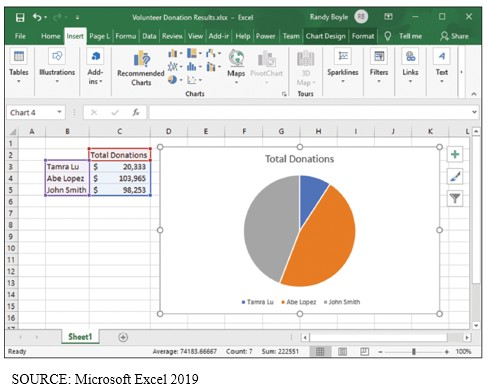 Volunteer Donation Results.xlsx - Excel Randy Boyle RB
File Home Insert Page L Formu Data Review View Add-ir Help Power Team Chart Design Format Tell me Share
Tables Illustrations Add-ins Recommended Charts Maps PivotChart 3D Map Sparklines Filters Links Text
Charts Tours
Chart 4 fx
A B C D E F G H I J K L
1
2 Total Donations
3 Tamra Lu $ 20,333
4 Abe Lopez $ 103,965
5 John Smith $ 98,253
6
7
8
9
10
11
12
13
14
15
16
17
Total Donations
Tamra Lu Abe Lopez John Smith
Sheet1
Ready Average: 74183.66667 Count: 7 Sum: 222551 100%
SOURCE: Microsoft Excel 2019